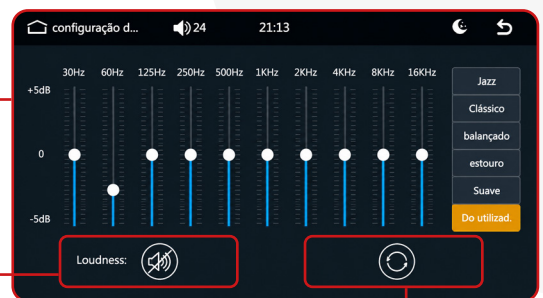 configuração d... 24 21:13
30Hz 60Hz 125Hz 250Hz 500Hz 1KHz 2KHz 4KHz 8KHz 16KHz
+5dB
0
-5dB
Jazz
Clássico
balançado
estouro
Suave
Do utilizad.
Loudness: